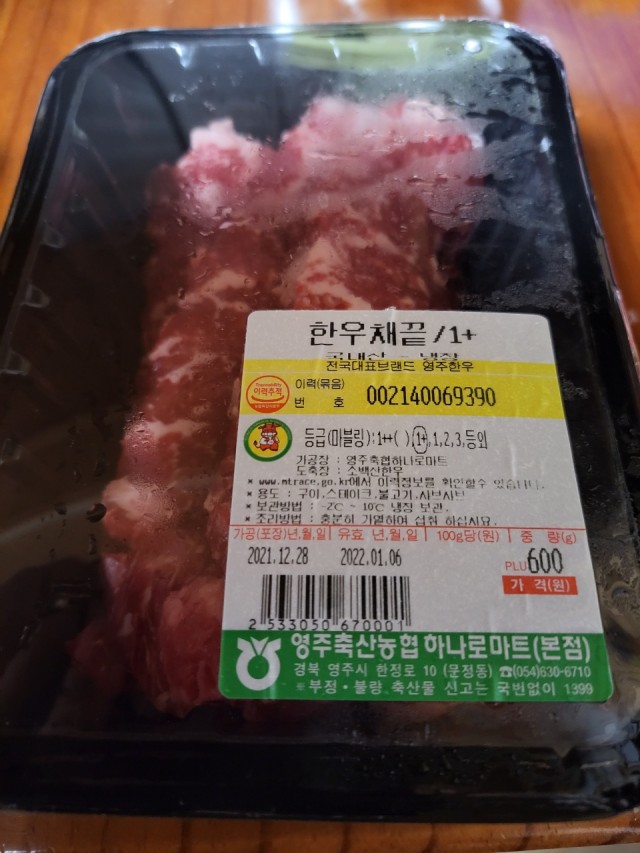 한우채끝/1+
국내산 - 냉장
전국대표브랜드 영주한우
이력추적
이력(묶음)
번 호 002140069390
등급(마블링):1++( ),1+,1,2,3,등외
가공장 : 영주축협하나로마트
도축장 : 소백산한우
* www.mtrace.go.kr에서 이력정보를 확인할수 있습니다.
* 용도 : 구이,스테이크,불고기,샤브샤브
* 보관방법 : -2C ~ 10℃ 냉장 보관.
* 조리방법 : 충분히 가열하여 섭취 하십시요.
가공(포장)년,월,일 유효 년,월,일 100g당(원) 중 량(g)
2021.12.28 2022.01.06 PLU 600
가 격(원)
2 533050 670001
영주축산농협 하나로마트(본점)
경북 영주시 한정로 10 (문정동) ☎(054)630-6710
※부정·불량 축산물 신고는 국번없이 1399